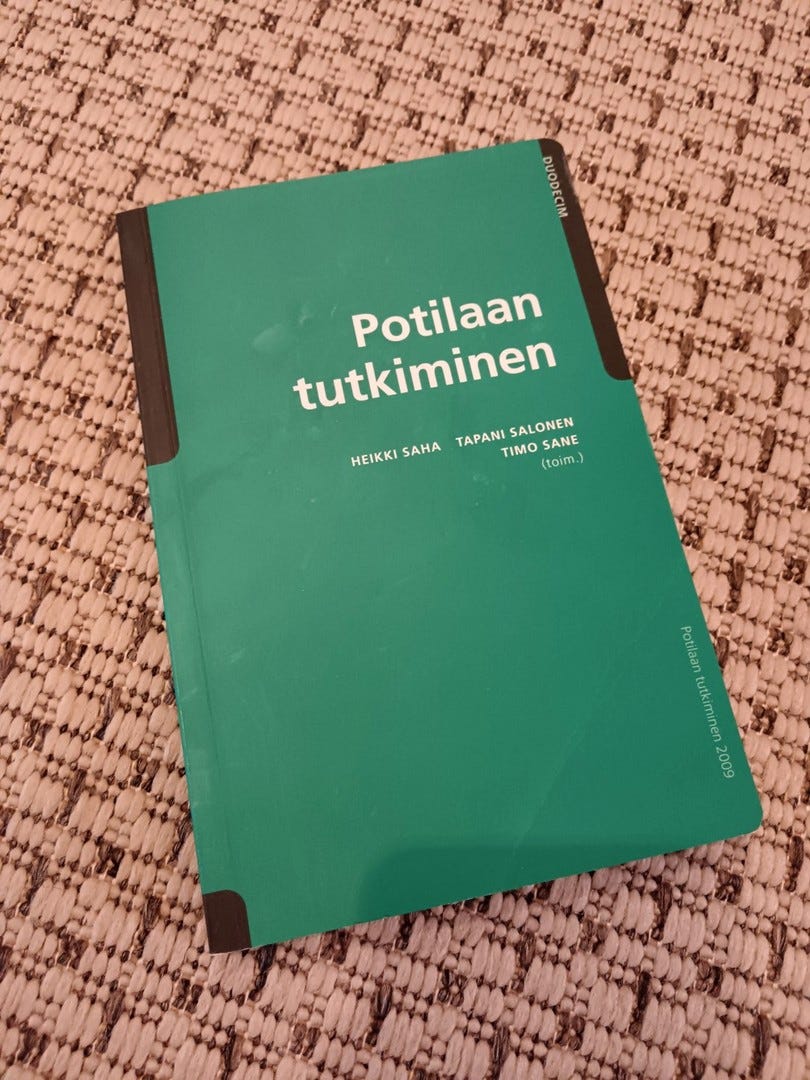 DUODECIM
Potilaan
tutkiminen
HEIKKI SAHA TAPANI SALONEN
TIMO SANE
(toim.)
Potilaan tutkiminen 2009